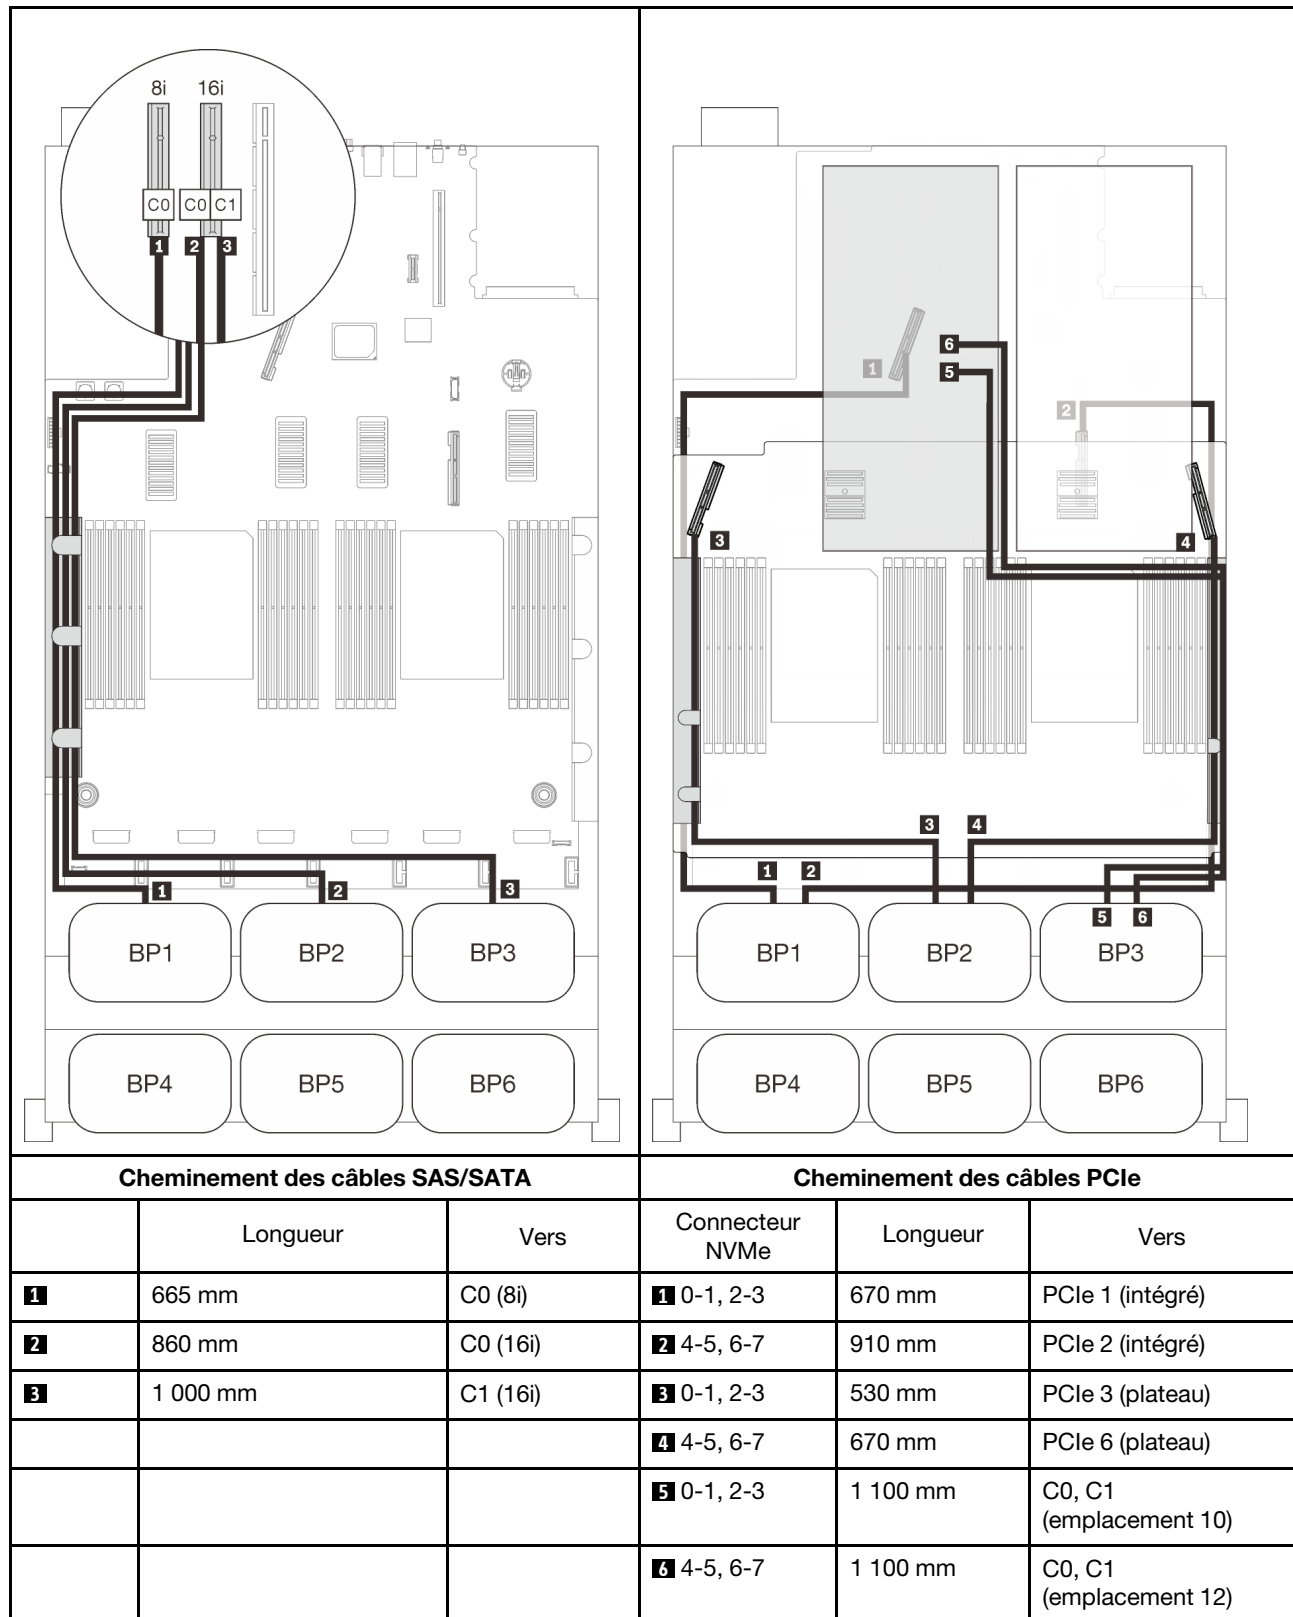 8i 16i
C0 C0 C1
1 2 3
1 2 3
BP1 BP2 BP3
BP4 BP5 BP6
6
1 5
2
3 4
3 4
1 2
5 6
BP1 BP2 BP3
BP4 BP5 BP6
Cheminement des câbles SAS/SATA
Cheminement des câbles PCIe
Longueur Vers
Connecteur
NVMe
Longueur Vers
1 665 mm C0 (8i)
1 0-1, 2-3 670 mm PCIe 1 (intégré)
2 860 mm C0 (16i)
2 4-5, 6-7 910 mm PCIe 2 (intégré)
3 1 000 mm C1 (16i)
3 0-1, 2-3 530 mm PCIe 3 (plateau)
4 4-5, 6-7 670 mm PCIe 6 (plateau)
5 0-1, 2-3 1 100 mm C0, C1
(emplacement 10)
6 4-5, 6-7 1 100 mm C0, C1
(emplacement 12)